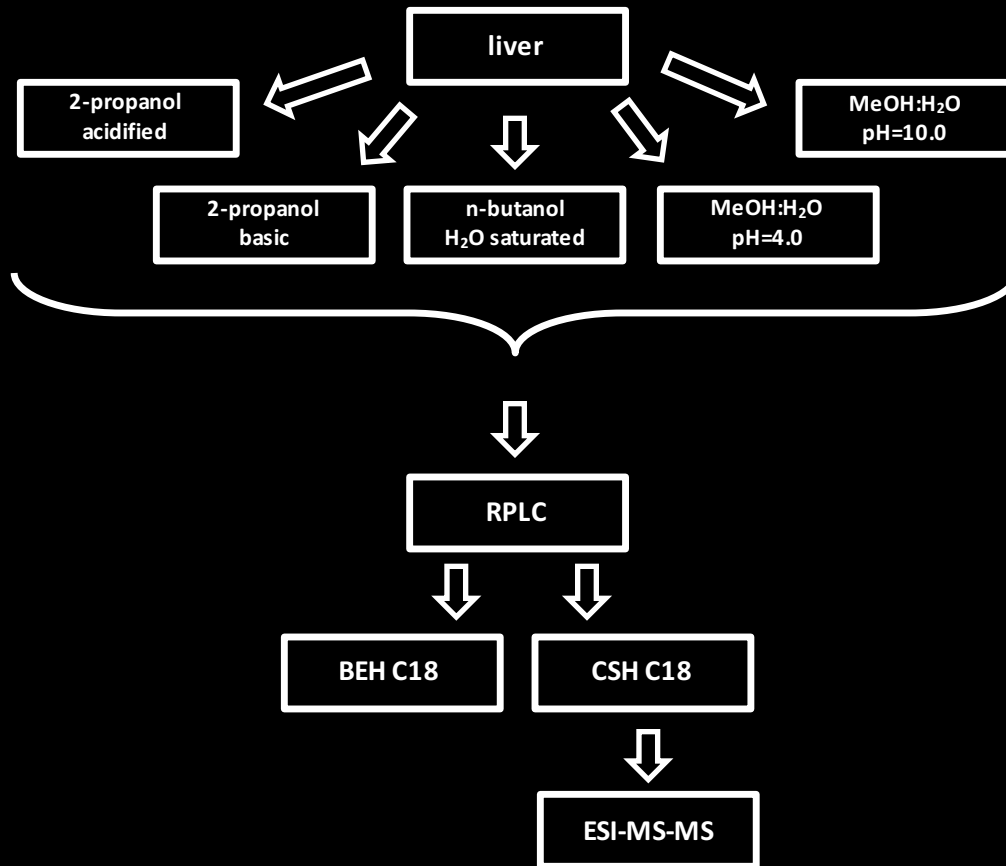 liver
2-propanol
acidified
MeOH:H₂O
pH=10.0
2-propanol
basic
n-butanol
H₂O saturated
MeOH:H₂O
pH=4.0
RPLC
BEH C18
CSH C18
ESI-MS-MS